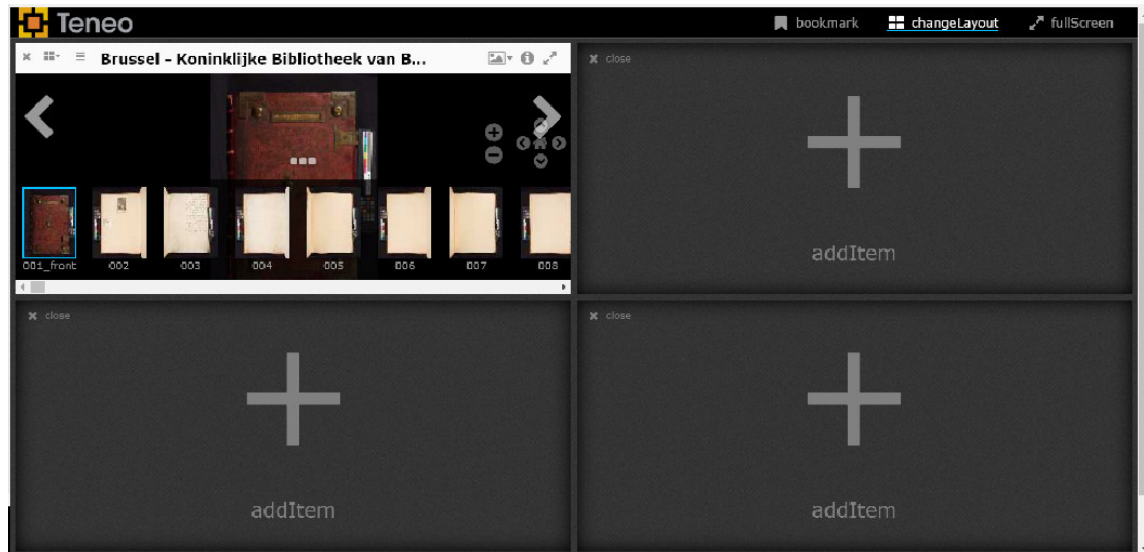 Teneo
bookmark
changeLayout
fullScreen
Brussel - Koninklijke Bibliotheek van B...
close
001_front
002
003
004
005
006
007
008
addItem
close
addItem
close
addItem